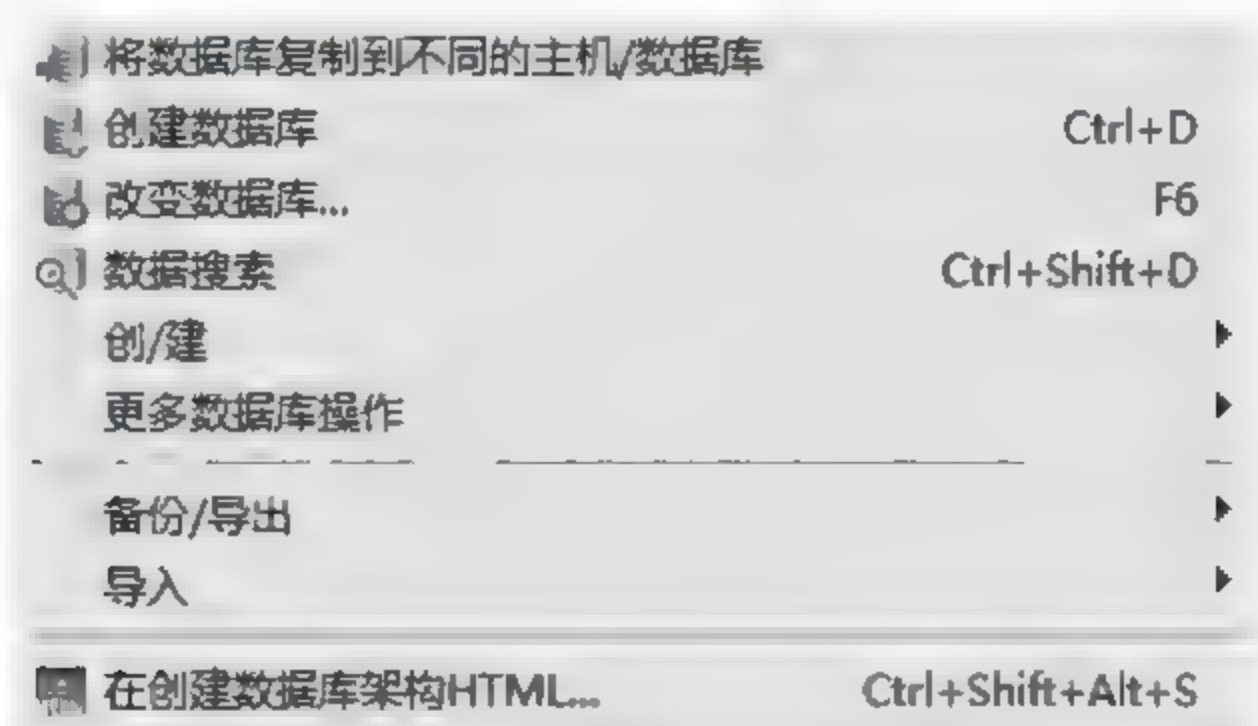 将数据库复制到不同的主机/数据库
创建数据库 Ctrl+D
改变数据库... F6
数据搜索 Ctrl+Shift+D
创/建
更多数据库操作
备份/导出
导入
在创建数据库架构HTML... Ctrl+Shift+Alt+S